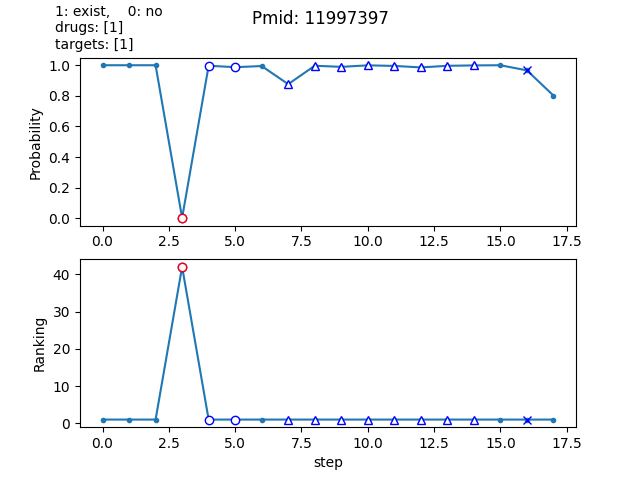 1: exist,    0: no
drugs: [1]
targets: [1]
Pmid: 11997397
Probability
1.0
0.8
0.6
0.4
0.2
0.0
0.0 2.5 5.0 7.5 10.0 12.5 15.0 17.5
Ranking
40
30
20
10
0
0.0 2.5 5.0 7.5 10.0 12.5 15.0 17.5
step